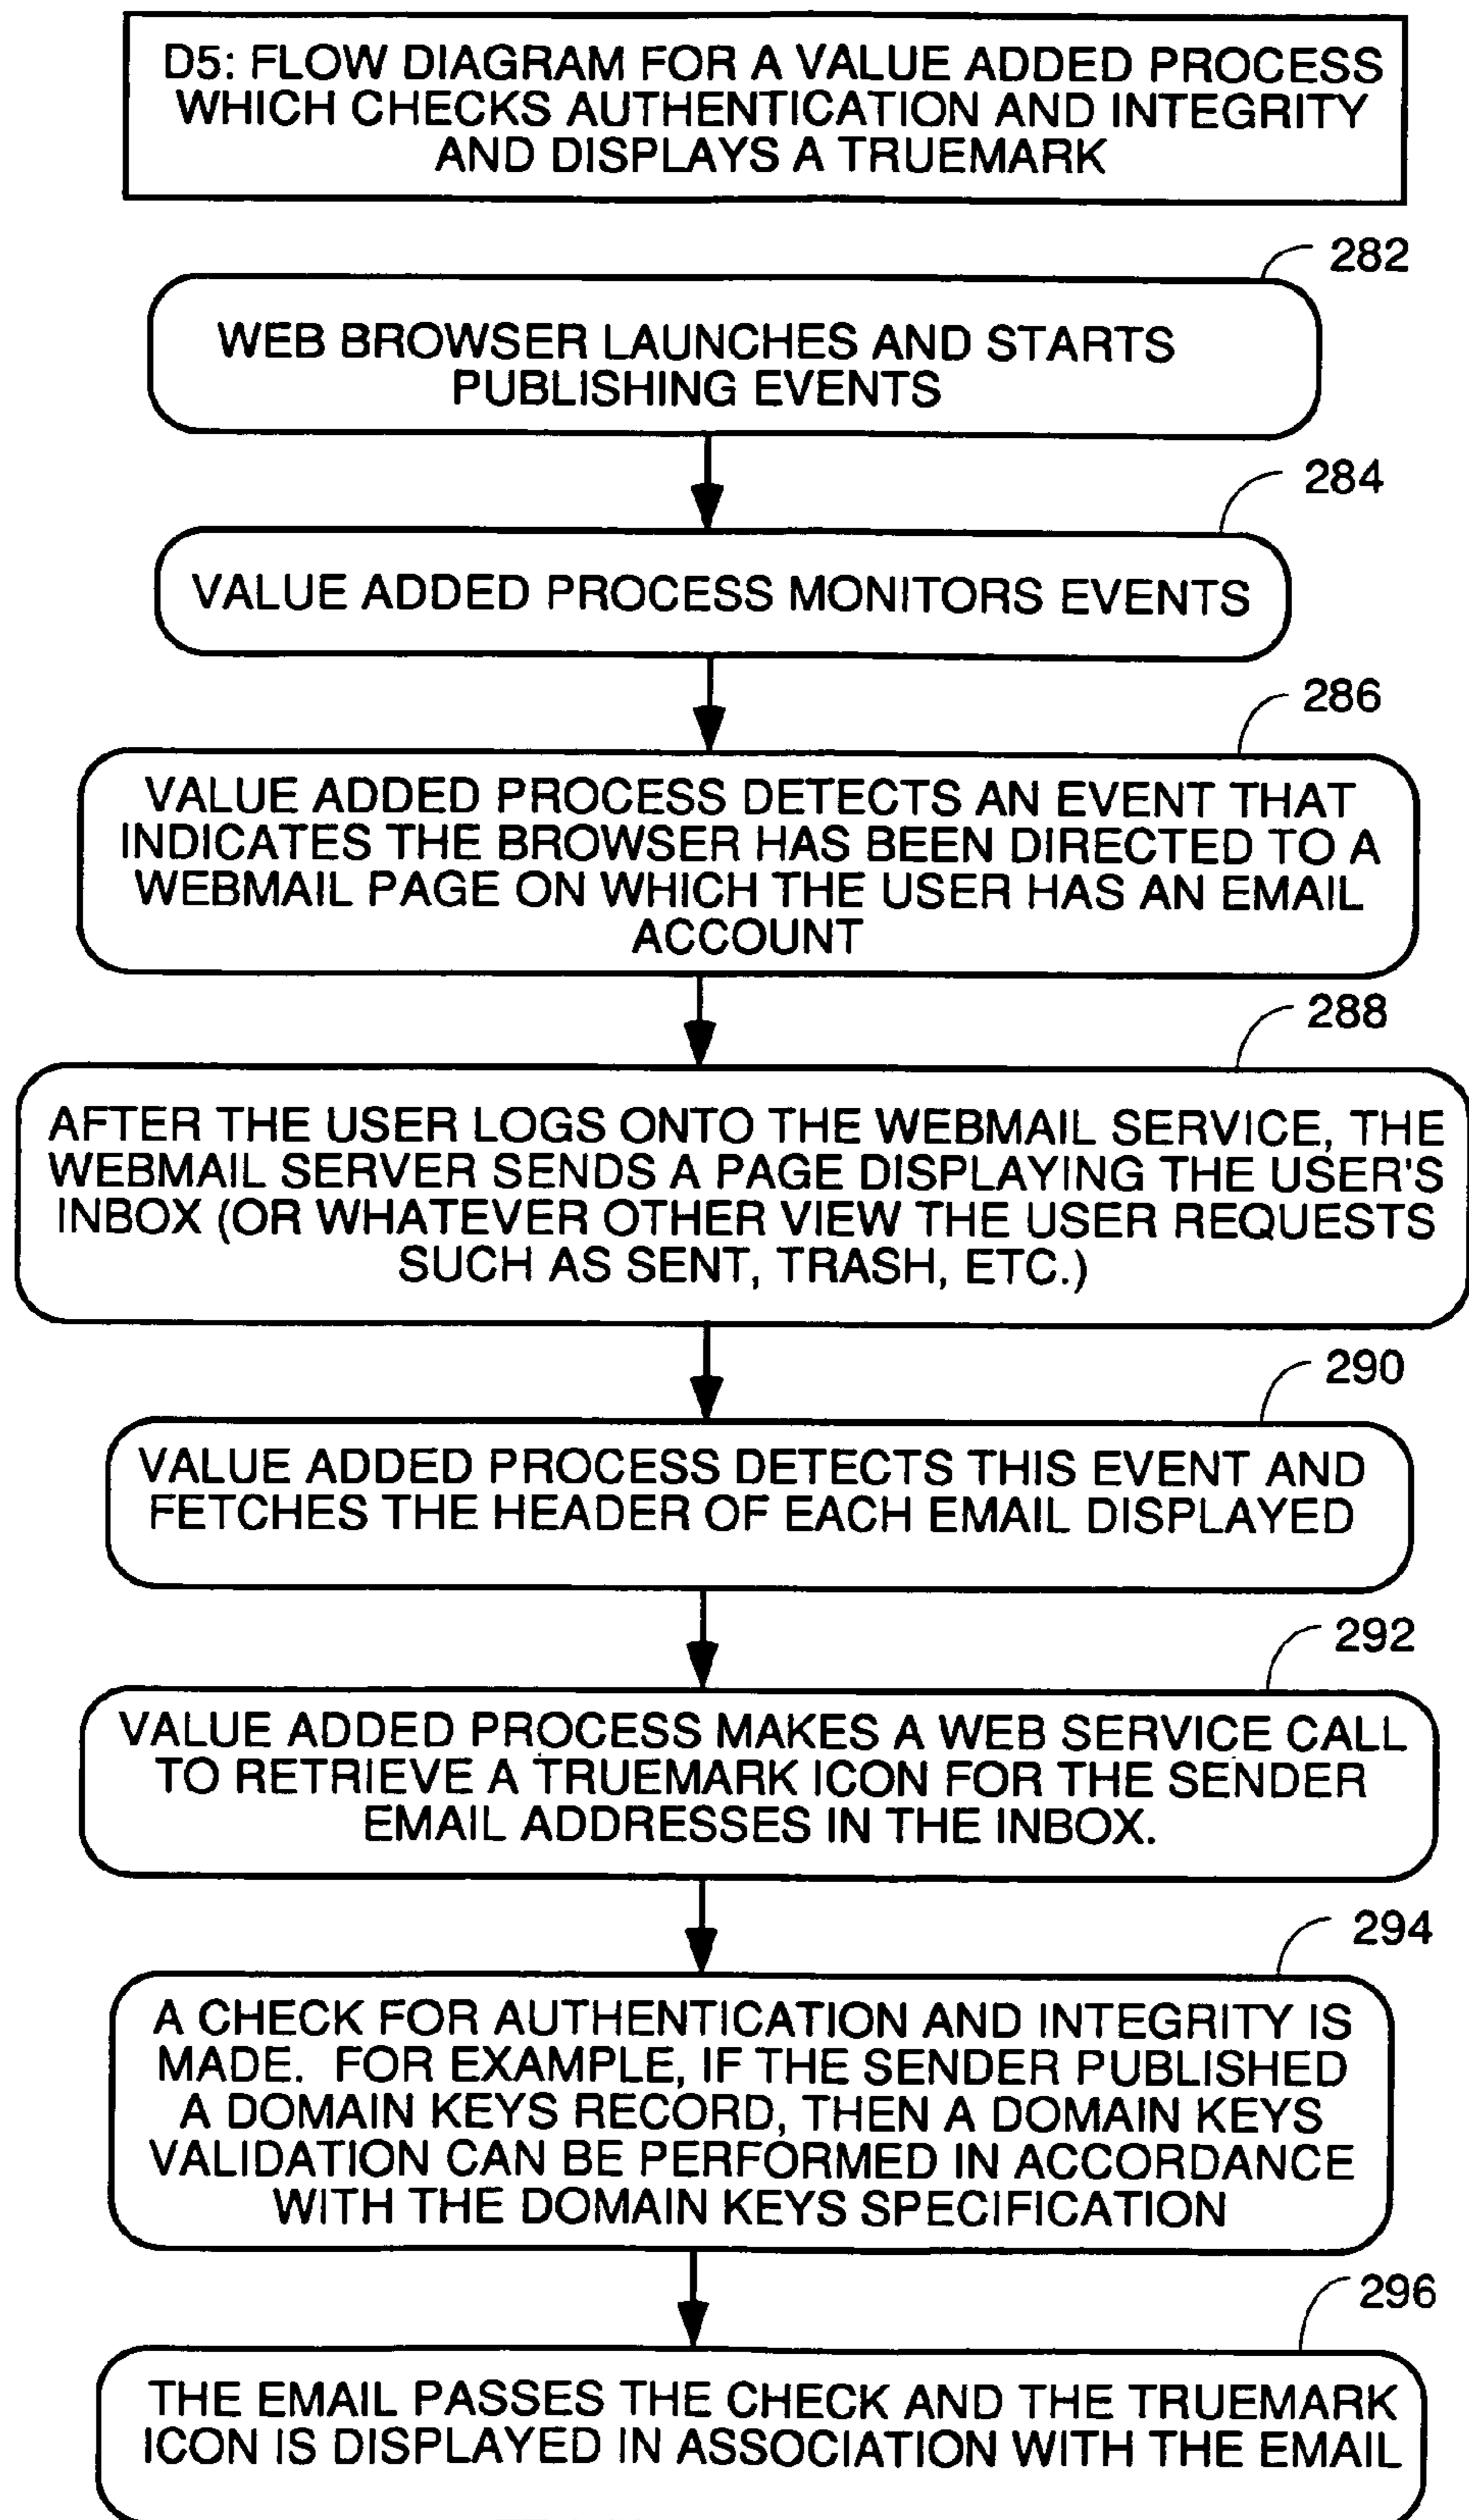 D5: FLOW DIAGRAM FOR A VALUE ADDED PROCESS
WHICH CHECKS AUTHENTICATION AND INTEGRITY
AND DISPLAYS A TRUEMARK
282
WEB BROWSER LAUNCHES AND STARTS
PUBLISHING EVENTS
284
VALUE ADDED PROCESS MONITORS EVENTS
286
VALUE ADDED PROCESS DETECTS AN EVENT THAT
INDICATES THE BROWSER HAS BEEN DIRECTED TO A
WEBMAIL PAGE ON WHICH THE USER HAS AN EMAIL
ACCOUNT
288
AFTER THE USER LOGS ONTO THE WEBMAIL SERVICE, THE
WEBMAIL SERVER SENDS A PAGE DISPLAYING THE USER'S
INBOX (OR WHATEVER OTHER VIEW THE USER REQUESTS
SUCH AS SENT, TRASH, ETC.)
290
VALUE ADDED PROCESS DETECTS THIS EVENT AND
FETCHES THE HEADER OF EACH EMAIL DISPLAYED
292
VALUE ADDED PROCESS MAKES A WEB SERVICE CALL
TO RETRIEVE A TRUEMARK ICON FOR THE SENDER
EMAIL ADDRESSES IN THE INBOX.
294
A CHECK FOR AUTHENTICATION AND INTEGRITY IS
MADE. FOR EXAMPLE, IF THE SENDER PUBLISHED
A DOMAIN KEYS RECORD, THEN A DOMAIN KEYS
VALIDATION CAN BE PERFORMED IN ACCORDANCE
WITH THE DOMAIN KEYS SPECIFICATION
296
THE EMAIL PASSES THE CHECK AND THE TRUEMARK
ICON IS DISPLAYED IN ASSOCIATION WITH THE EMAIL